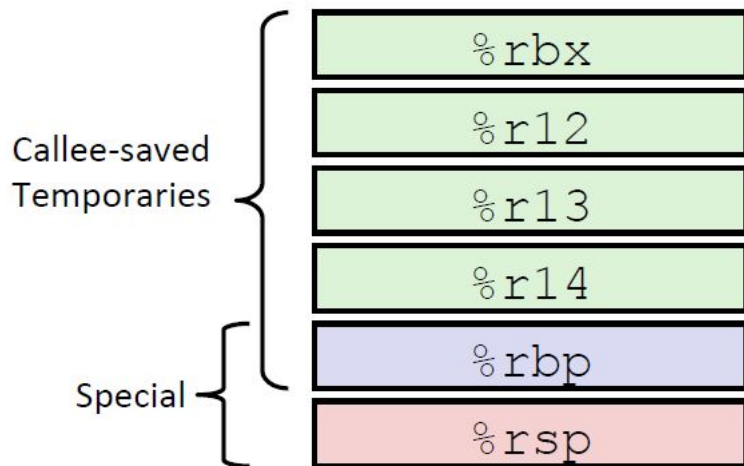 %rbx
%r12
Callee-saved
Temporaries
%r13
%r14
%rbp
Special
%rsp